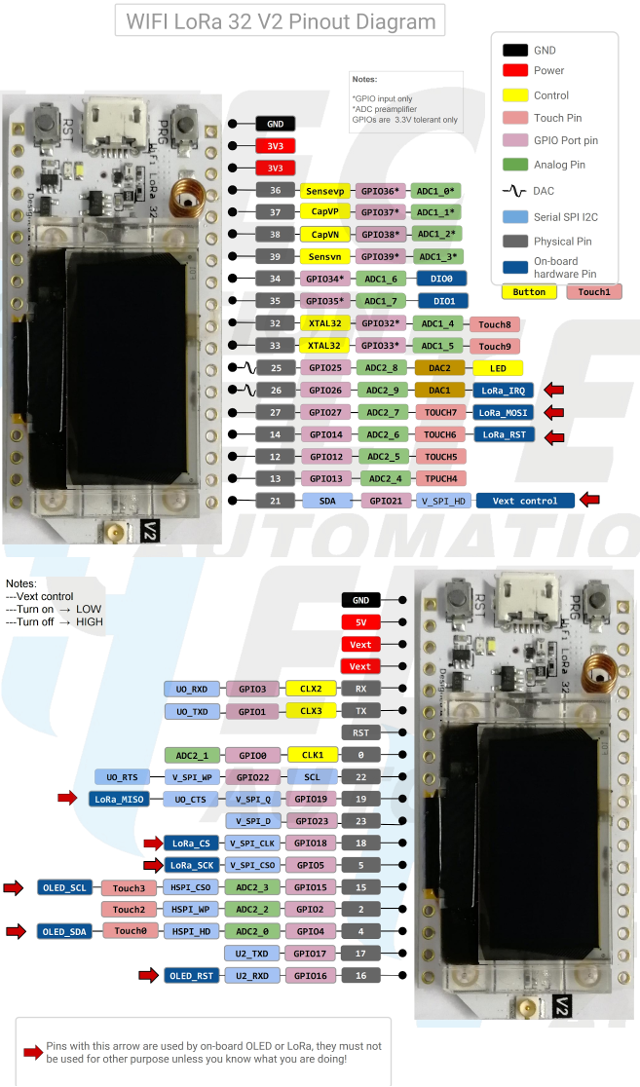 WIFI LoRa 32 V2 Pinout Diagram
GND
Power
Control
Touch Pin
GPIO Port pin
Analog Pin
DAC
Serial SPI I2C
Physical Pin
On-board
hardware Pin
Button Touch1
Notes:
*GPIO input only
*ADC preamplifier
GPIOs are 3.3V tolerant only
RST
PRG
WiFi LoRa 32
V2
GND
3V3
3V3
36 Sensevp GPIO36* ADC1_0*
37 CapVP GPIO37* ADC1_1*
38 CapVN GPIO38* ADC1_2*
39 Sensvn GPIO39* ADC1_3*
34 GPIO34* ADC1_6 DIO0
35 GPIO35* ADC1_7 DIO1
32 XTAL32 GPIO32* ADC1_4 Touch8
33 XTAL32 GPIO33* ADC1_5 Touch9
25 GPIO25 ADC2_8 DAC2 LED
26 GPIO26 ADC2_9 DAC1 LoRa_IRQ
27 GPIO27 ADC2_7 TOUCH7 LoRa_MOSI
14 GPIO14 ADC2_6 TOUCH6 LoRa_RST
12 GPIO12 ADC2_5 TOUCH5
13 GPIO13 ADC2_4 TPUCH4
21 SDA GPIO21 V_SPI_HD Vext control
AUTOMATIO
Notes:
---Vext control
---Turn on → LOW
---Turn off → HIGH
GND
5V
Vext
Vext
UO_RXD GPIO3 CLX2 RX
UO_TXD GPIO1 CLX3 TX
RST
ADC2_1 GPIO0 CLK1 0
UO_RTS V_SPI_WP GPIO22 SCL 22
LoRa_MISO UO_CTS V_SPI_Q GPIO19 19
V_SPI_D GPIO23 23
LoRa_CS V_SPI_CLK GPIO18 18
LoRa_SCK V_SPI_CSO GPIO5 5
OLED_SCL Touch3 HSPI_CSO ADC2_3 GPIO15 15
Touch2 HSPI_WP ADC2_2 GPIO2 2
OLED_SDA Touch0 HSPI_HD ADC2_0 GPIO4 4
U2_TXD GPIO17 17
OLED_RST U2_RXD GPIO16 16
RST
PRG
WiFi LoRa 32
V2
Pins with this arrow are used by on-board OLED or LoRa, they must not
be used for other purpose unless you know what you are doing!